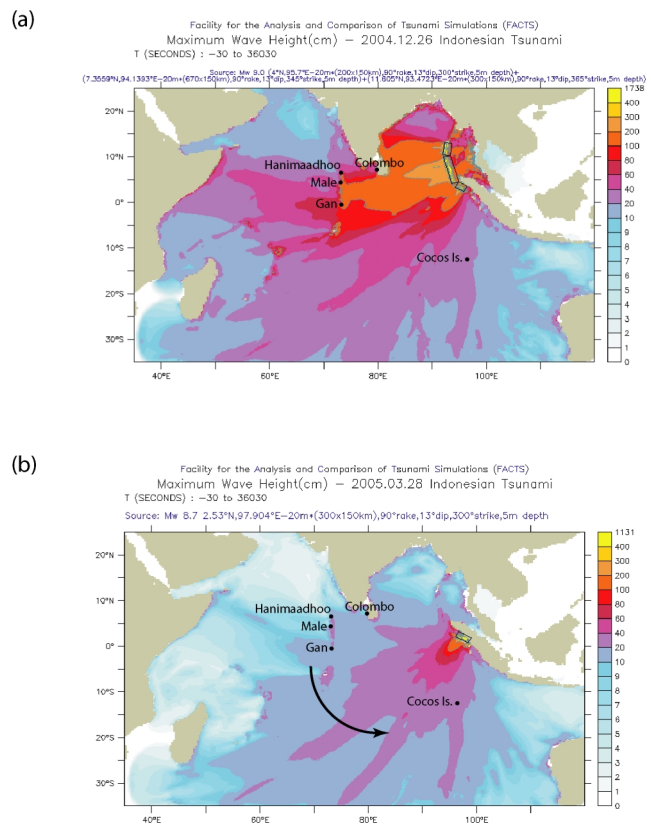 (a)
Facility for the Analysis and Comparison of Tsunami Simulations (FACTS)
Maximum Wave Height(cm) – 2004.12.26 Indonesian Tsunami
T (SECONDS) : –30 to 36030
Source: Mw 9.0 (4°N,95.7°E–20m*(200x150km),90°rake,13°dip,300°strike,5m depth)+
(7.3559°N,94.1393°E–20m*(670x150km),90°rake,13°dip,345°strike,5m depth)+(11.805°N,93.4723°E–20m*(300x150km),90°rake,13°dip,365°strike,5m depth)
20°N
10°N
0°
10°S
20°S
30°S
40°E
60°E
80°E
100°E
Hanimaadhoo
Colombo
Male
Gan
Cocos Is.
1738
400
300
200
100
80
60
40
20
10
9
8
7
6
5
4
3
2
1
0
(b)
Facility for the Analysis and Comparison of Tsunami Simulations (FACTS)
Maximum Wave Height(cm) – 2005.03.28 Indonesian Tsunami
T (SECONDS) : –30 to 36030
Source: Mw 8.7 2.53°N,97.904°E–20m*(300x150km),90°rake,13°dip,300°strike,5m depth
20°N
10°N
0°
10°S
20°S
30°S
40°E
60°E
80°E
100°E
Hanimaadhoo
Colombo
Male
Gan
Cocos Is.
1131
400
300
200
100
80
60
40
20
10
9
8
7
6
5
4
3
2
1
0